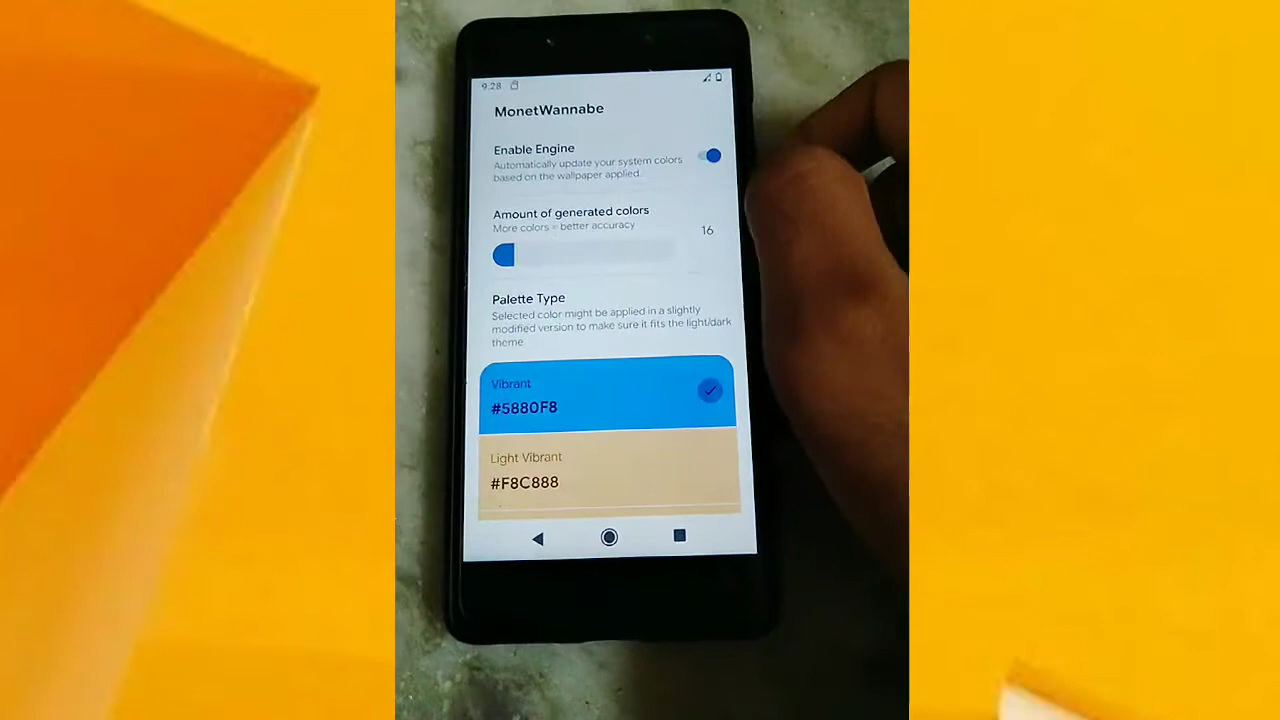 9.28
MonetWannabe
Enable Engine
Automatically update your system colors
based on the wallpaper applied.
Amount of generated colors
More colors = better accuracy
16
Palette Type
Selected color might be applied in a slightly
modified version to make sure it fits the light/dark
theme
Vibrant
#5880F8
Light Vibrant
#F8C888